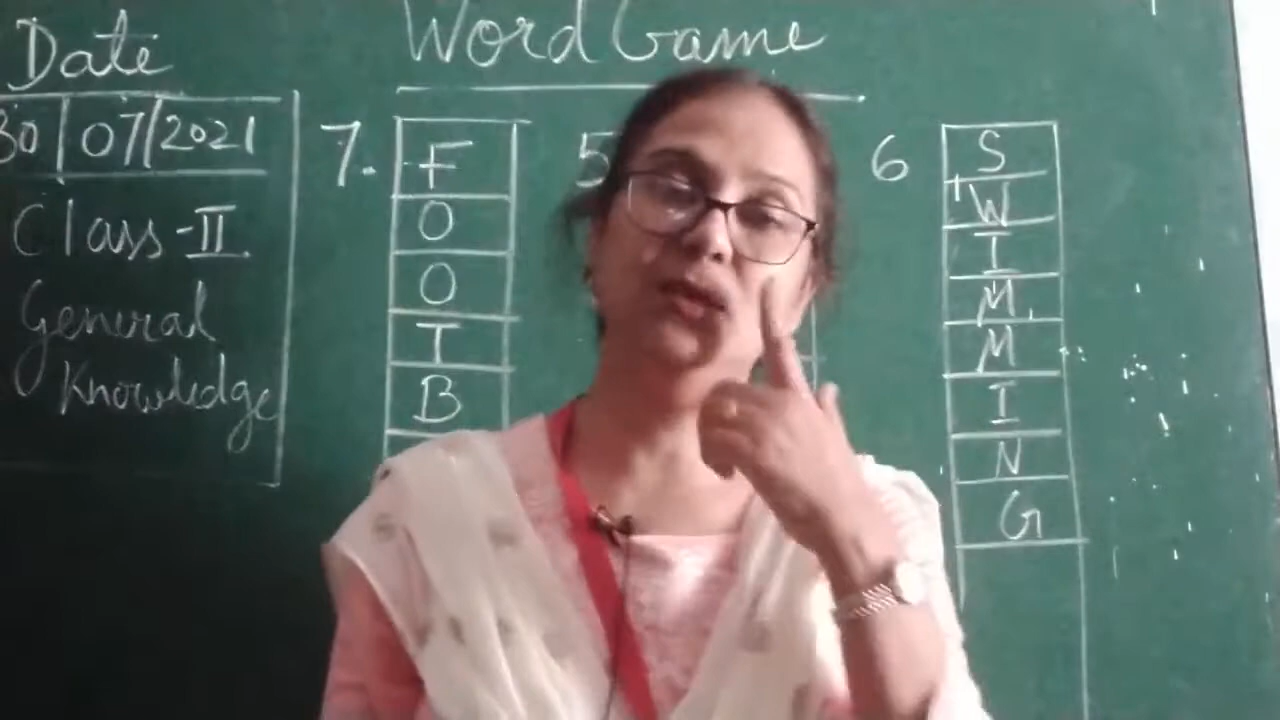 Word Game
Date
30/07/2021
Class-II
General
Knowledge
7.
F
O
O
T
B
5
6
S
W
I
M
M
I
N
G